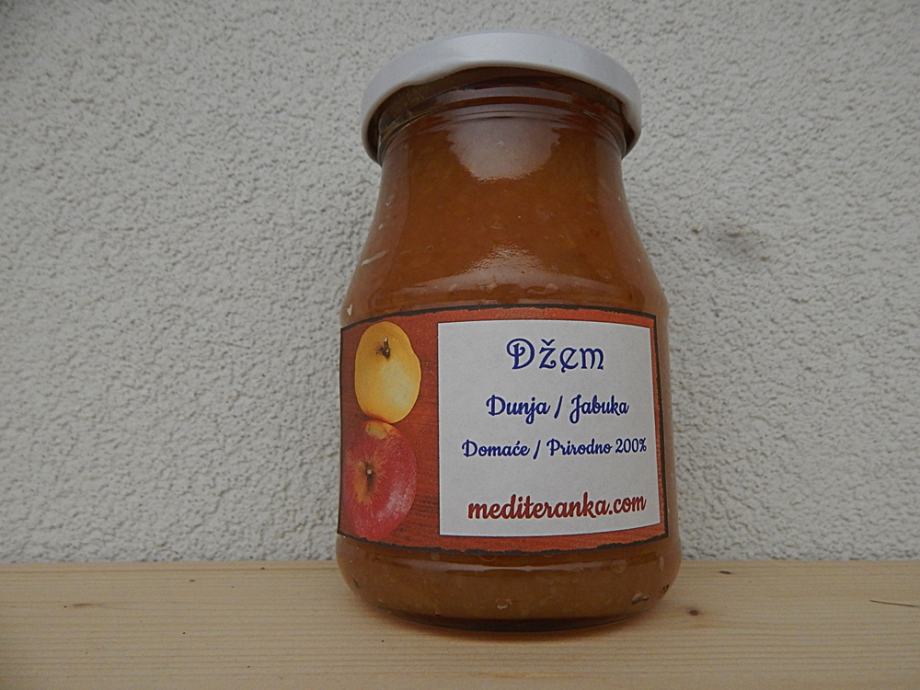 Džem
Dunja / Jabuka
Domaće / Prirodno 200%
mediteranka.com